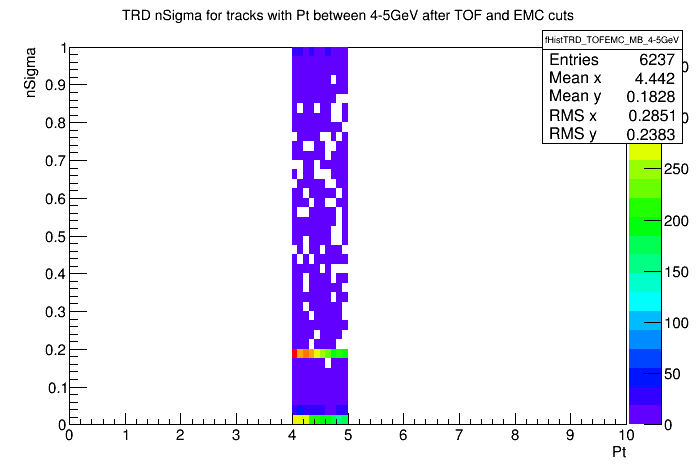 TRD nSigma for tracks with Pt between 4-5GeV after TOF and EMC cuts
fHistTRD_TOFEMC_MB_4-5GeV
Entries 6237
Mean x 4.442
Mean y 0.1828
RMS x 0.2851
RMS y 0.2383
nSigma
1
0.9
0.8
0.7
0.6
0.5
0.4
0.3
0.2
0.1
0
0 1 2 3 4 5 6 7 8 9 10
Pt
250
200
150
100
50
0